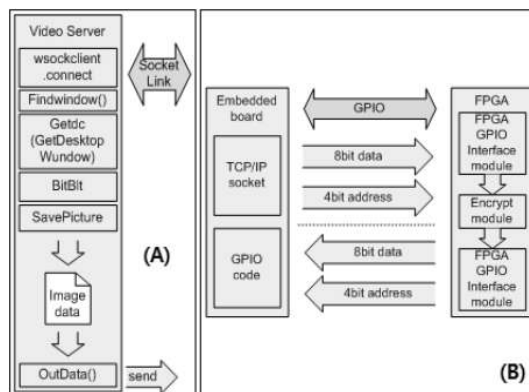 Video Server
wsockclient
.connect
Findwindow()
Getdc
(GetDesktop
Wundow)
BitBlt
SavePicture
(A)
Image
data
OutData()
send
Socket
Link
Embedded
board
TCP/IP
socket
GPIO
code
GPIO
8bit data
4bit address
8bit data
4bit address
FPGA
FPGA
GPIO
Interface
module
Encrypt
module
FPGA
GPIO
Interface
module
(B)